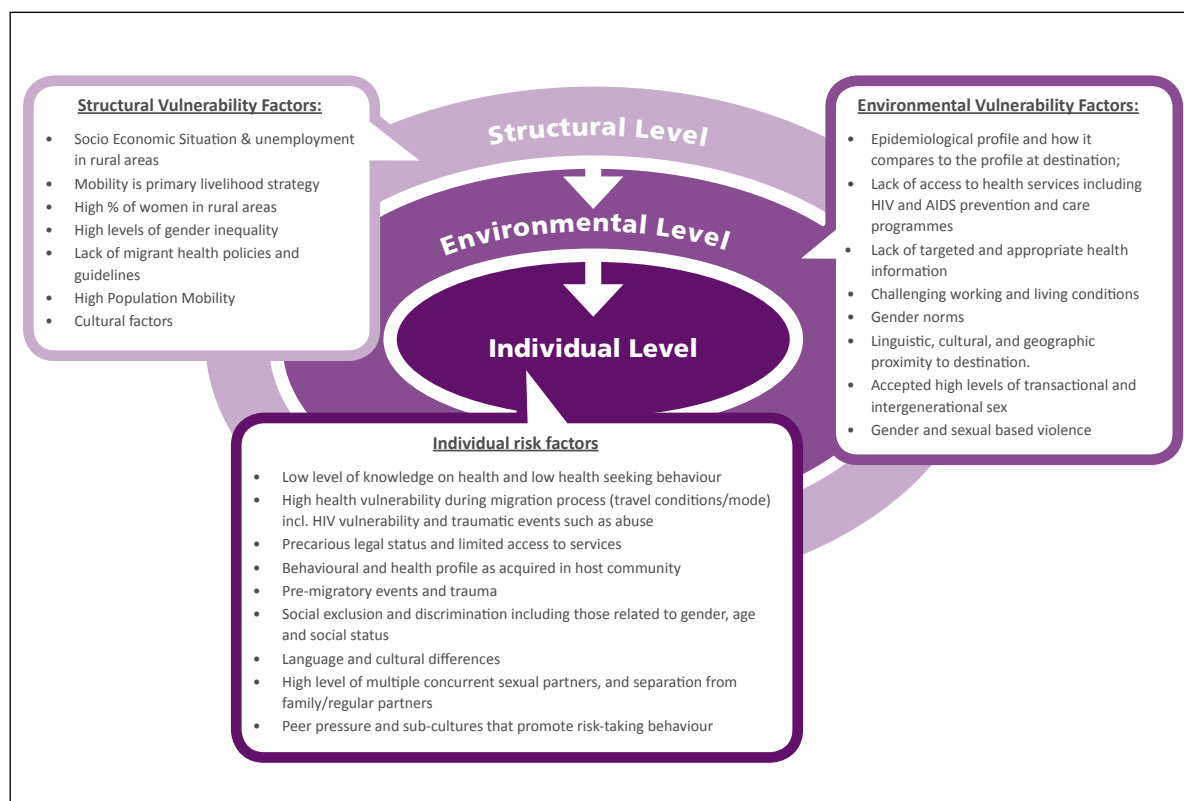 Structural Vulnerability Factors:
• Socio Economic Situation & unemployment
in rural areas
• Mobility is primary livelihood strategy
• High % of women in rural areas
• High levels of gender inequality
• Lack of migrant health policies and
guidelines
• High Population Mobility
• Cultural factors
Structural Level
Environmental Level
Individual Level
Environmental Vulnerability Factors:
• Epidemiological profile and how it
compares to the profile at destination;
• Lack of access to health services including
HIV and AIDS prevention and care
programmes
• Lack of targeted and appropriate health
information
• Challenging working and living conditions
• Gender norms
• Linguistic, cultural, and geographic
proximity to destination.
• Accepted high levels of transactional and
intergenerational sex
• Gender and sexual based violence
Individual risk factors
• Low level of knowledge on health and low health seeking behaviour
• High health vulnerability during migration process (travel conditions/mode)
incl. HIV vulnerability and traumatic events such as abuse
• Precarious legal status and limited access to services
• Behavioural and health profile as acquired in host community
• Pre-migratory events and trauma
• Social exclusion and discrimination including those related to gender, age
and social status
• Language and cultural differences
• High level of multiple concurrent sexual partners, and separation from
family/regular partners
• Peer pressure and sub-cultures that promote risk-taking behaviour